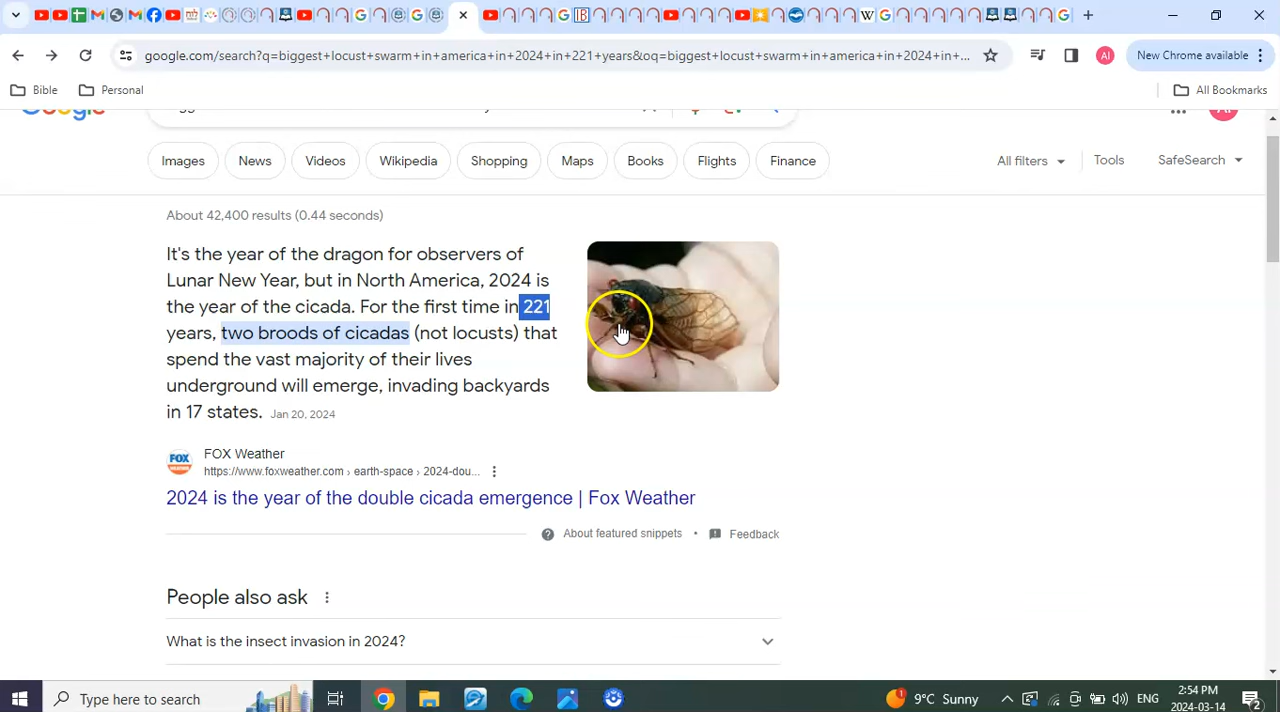 google.com/search?q=biggest+locust+swarm+in+america+in+2024+in+221+years&oq=biggest+locust+swarm+in+america+in+2024+in+...
AI
New Chrome available
Bible
Personal
All Bookmarks
Google
AI
Images
News
Videos
Wikipedia
Shopping
Maps
Books
Flights
Finance
All filters
Tools
SafeSearch
About 42,400 results (0.44 seconds)
It's the year of the dragon for observers of
Lunar New Year, but in North America, 2024 is
the year of the cicada. For the first time in 221
years, two broods of cicadas (not locusts) that
spend the vast majority of their lives
underground will emerge, invading backyards
in 17 states. Jan 20, 2024
FOX
FOX Weather
https://www.foxweather.com › earth-space › 2024-dou...
2024 is the year of the double cicada emergence | Fox Weather
About featured snippets • Feedback
People also ask
What is the insect invasion in 2024?
Type here to search
1
9°C Sunny
ENG
2:54 PM
2024-03-14
2